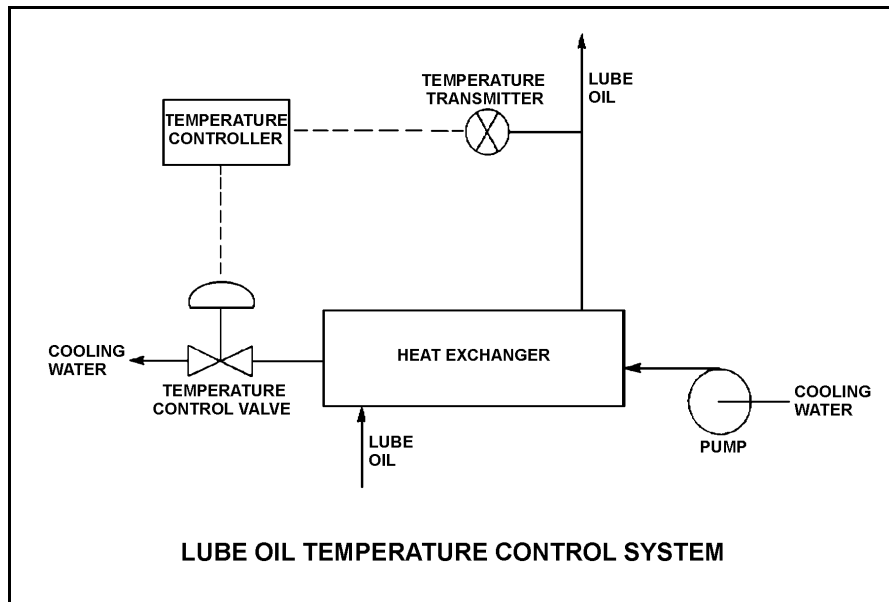 TEMPERATURE
TRANSMITTER
LUBE
OIL
TEMPERATURE
CONTROLLER
COOLING
WATER
TEMPERATURE
CONTROL VALVE
HEAT EXCHANGER
LUBE
OIL
COOLING
WATER
PUMP
LUBE OIL TEMPERATURE CONTROL SYSTEM